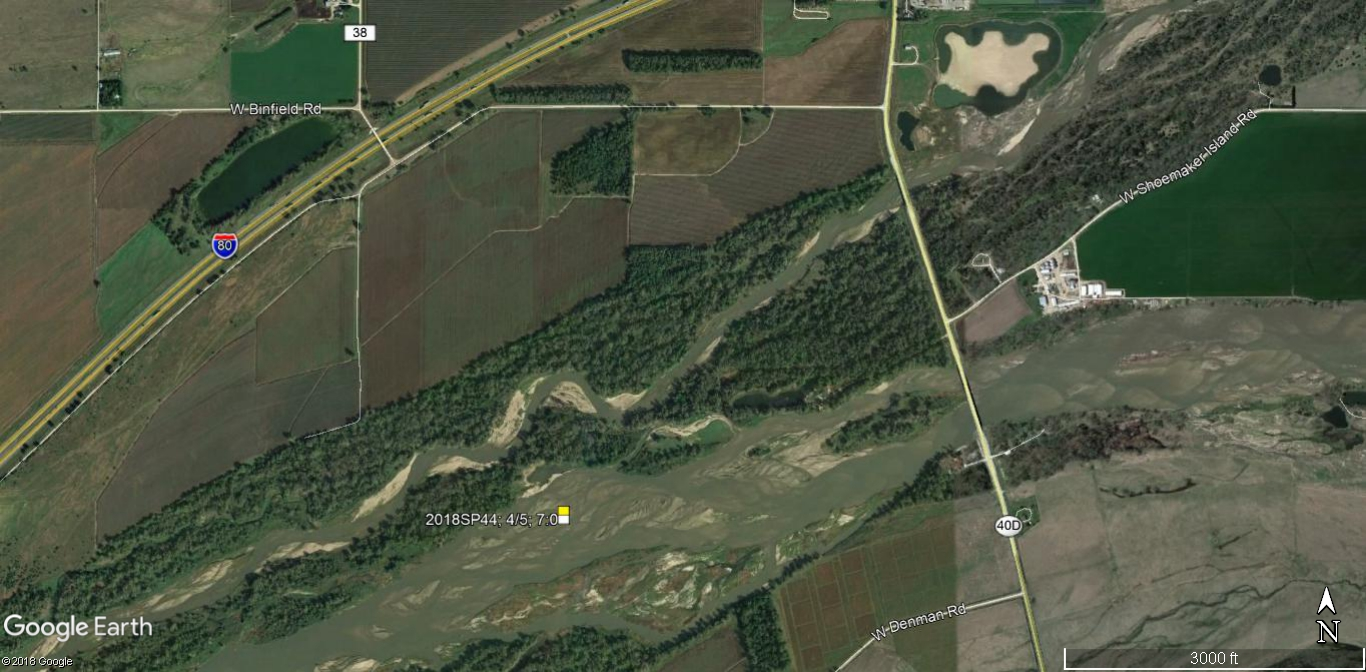 38
W Binfield Rd
W Shoemaker Island Rd
80
2018SP44; 4/5; 7.0
40D
W Denman Rd
Google Earth
N
©2018 Google
3000 ft